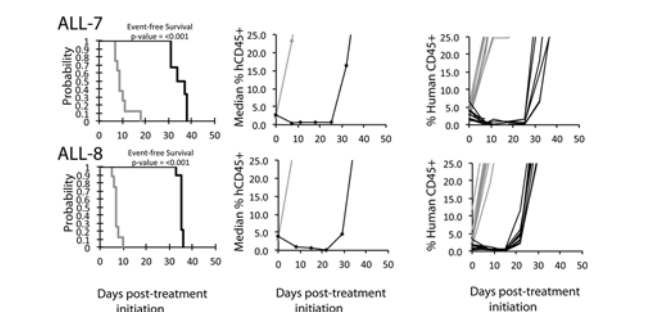 ALL-7
Event-free Survival
p-value = <0.001
Probability
1
0.9
0.8
0.7
0.6
0.5
0.4
0.3
0.2
0.1
0
0 10 20 30 40 50
Median % hCD45+
25.0
20.0
15.0
10.0
5.0
0.0
0 10 20 30 40 50
% Human CD45+
25.0
20.0
15.0
10.0
5.0
0.0
0 10 20 30 40 50
ALL-8
Event-free Survival
p-value = <0.001
Probability
1
0.9
0.8
0.7
0.6
0.5
0.4
0.3
0.2
0.1
0
0 10 20 30 40 50
Median % hCD45+
25.0
20.0
15.0
10.0
5.0
0.0
0 10 20 30 40 50
% Human CD45+
25.0
20.0
15.0
10.0
5.0
0.0
0 10 20 30 40 50
Days post-treatment
initiation
Days post-treatment
initiation
Days post-treatment
initiation